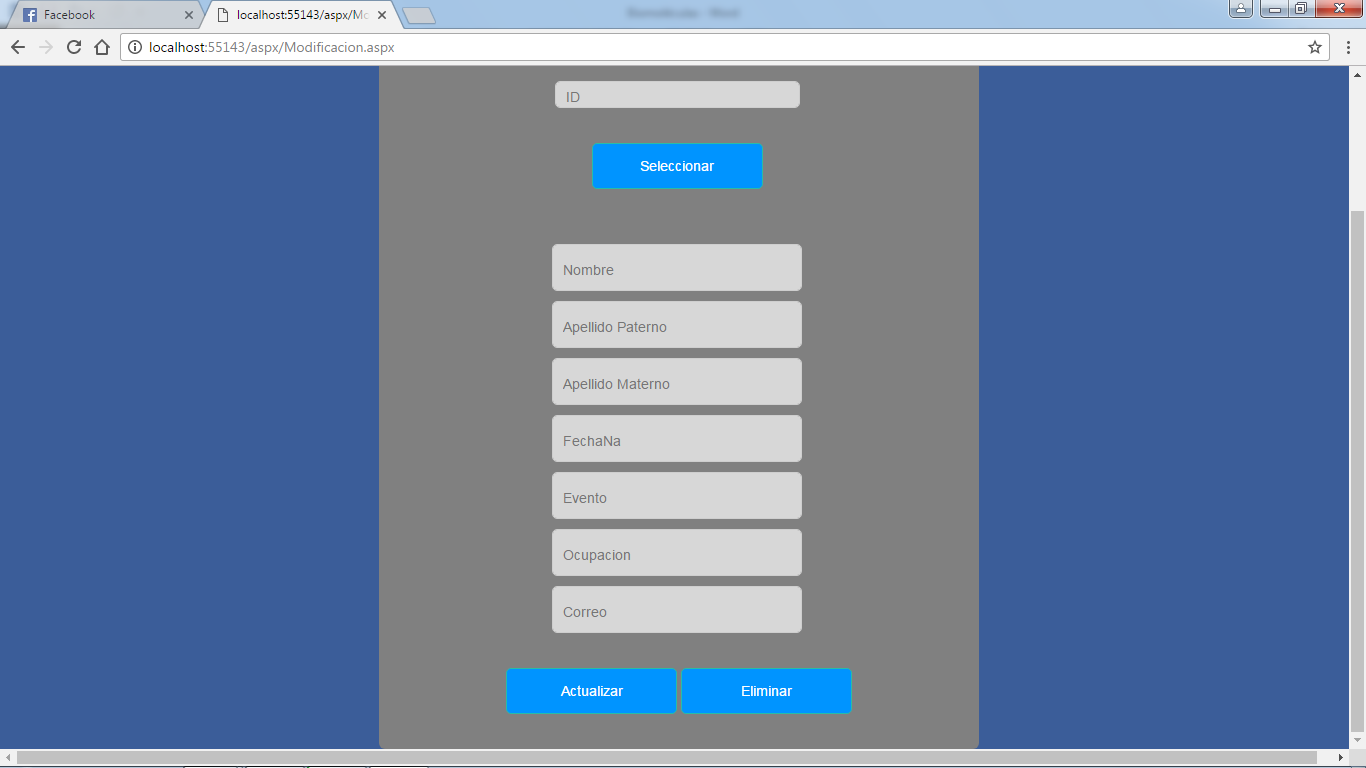 Facebook
localhost:55143/aspx/Mo
localhost:55143/aspx/Modificacion.aspx
ID
Seleccionar
Nombre
Apellido Paterno
Apellido Materno
FechaNa
Evento
Ocupacion
Correo
Actualizar Eliminar